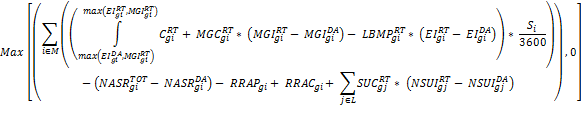 Max [ ( ( Σ_{i∈M} ( ( ∫_{max(EI_{gi}^{DA}, MGI_{gi}^{RT})}^{max(EI_{gi}^{RT}, MGI_{gi}^{RT})} C_{gi}^{RT} + MGC_{gi}^{RT} * (MGI_{gi}^{RT} − MGI_{gi}^{DA}) − LBMP_{gi}^{RT} * (EI_{gi}^{RT} − EI_{gi}^{DA}) ) * S_i/3600 ) ) , 0 ]
− (NASR_{gi}^{TOT} − NASR_{gi}^{DA}) − RRAP_{gi} + RRAC_{gi} + Σ_{j∈L} SUC_{gj}^{RT} * (NSUI_{gj}^{RT} − NSUI_{gj}^{DA})